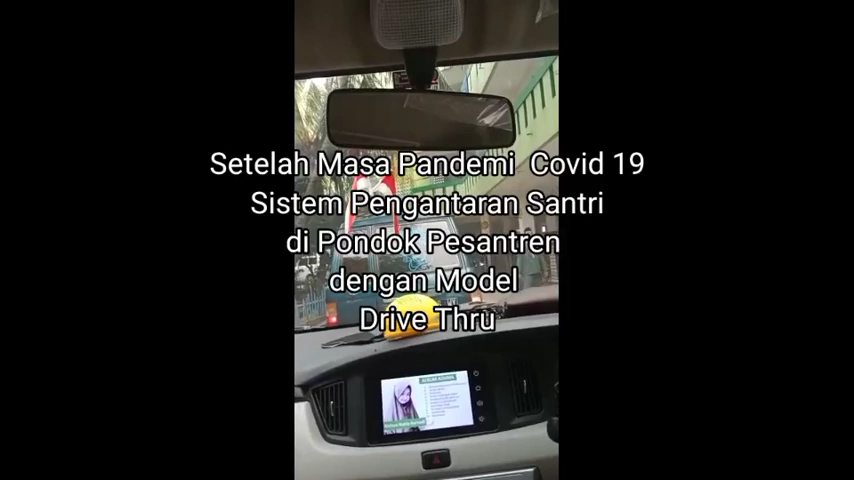 Setelah Masa Pandemi Covid 19
Sistem Pengantaran Santri
di Pondok Pesantren
dengan Model
Drive Thru